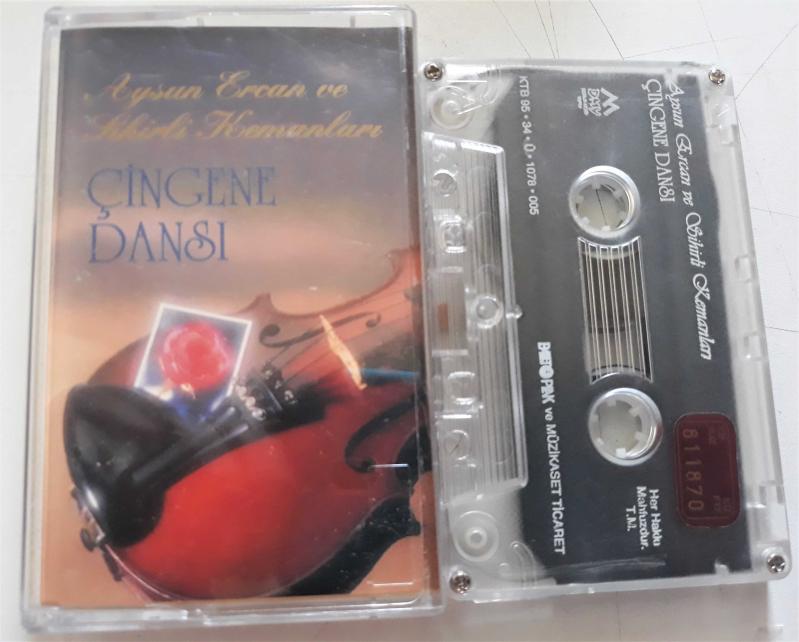 Aysun Ercan ve
Sihirli Kemanları
ÇİNGENE
DANSI
Aysun Ercan ve Sihirli Kemanları
ÇİNGENE DANSI
KTB 95•34•Ü•1078•005
ve MÜZİKASET TİCARET
Her Hakkı
Mahfuzdur.
T.M.
811870